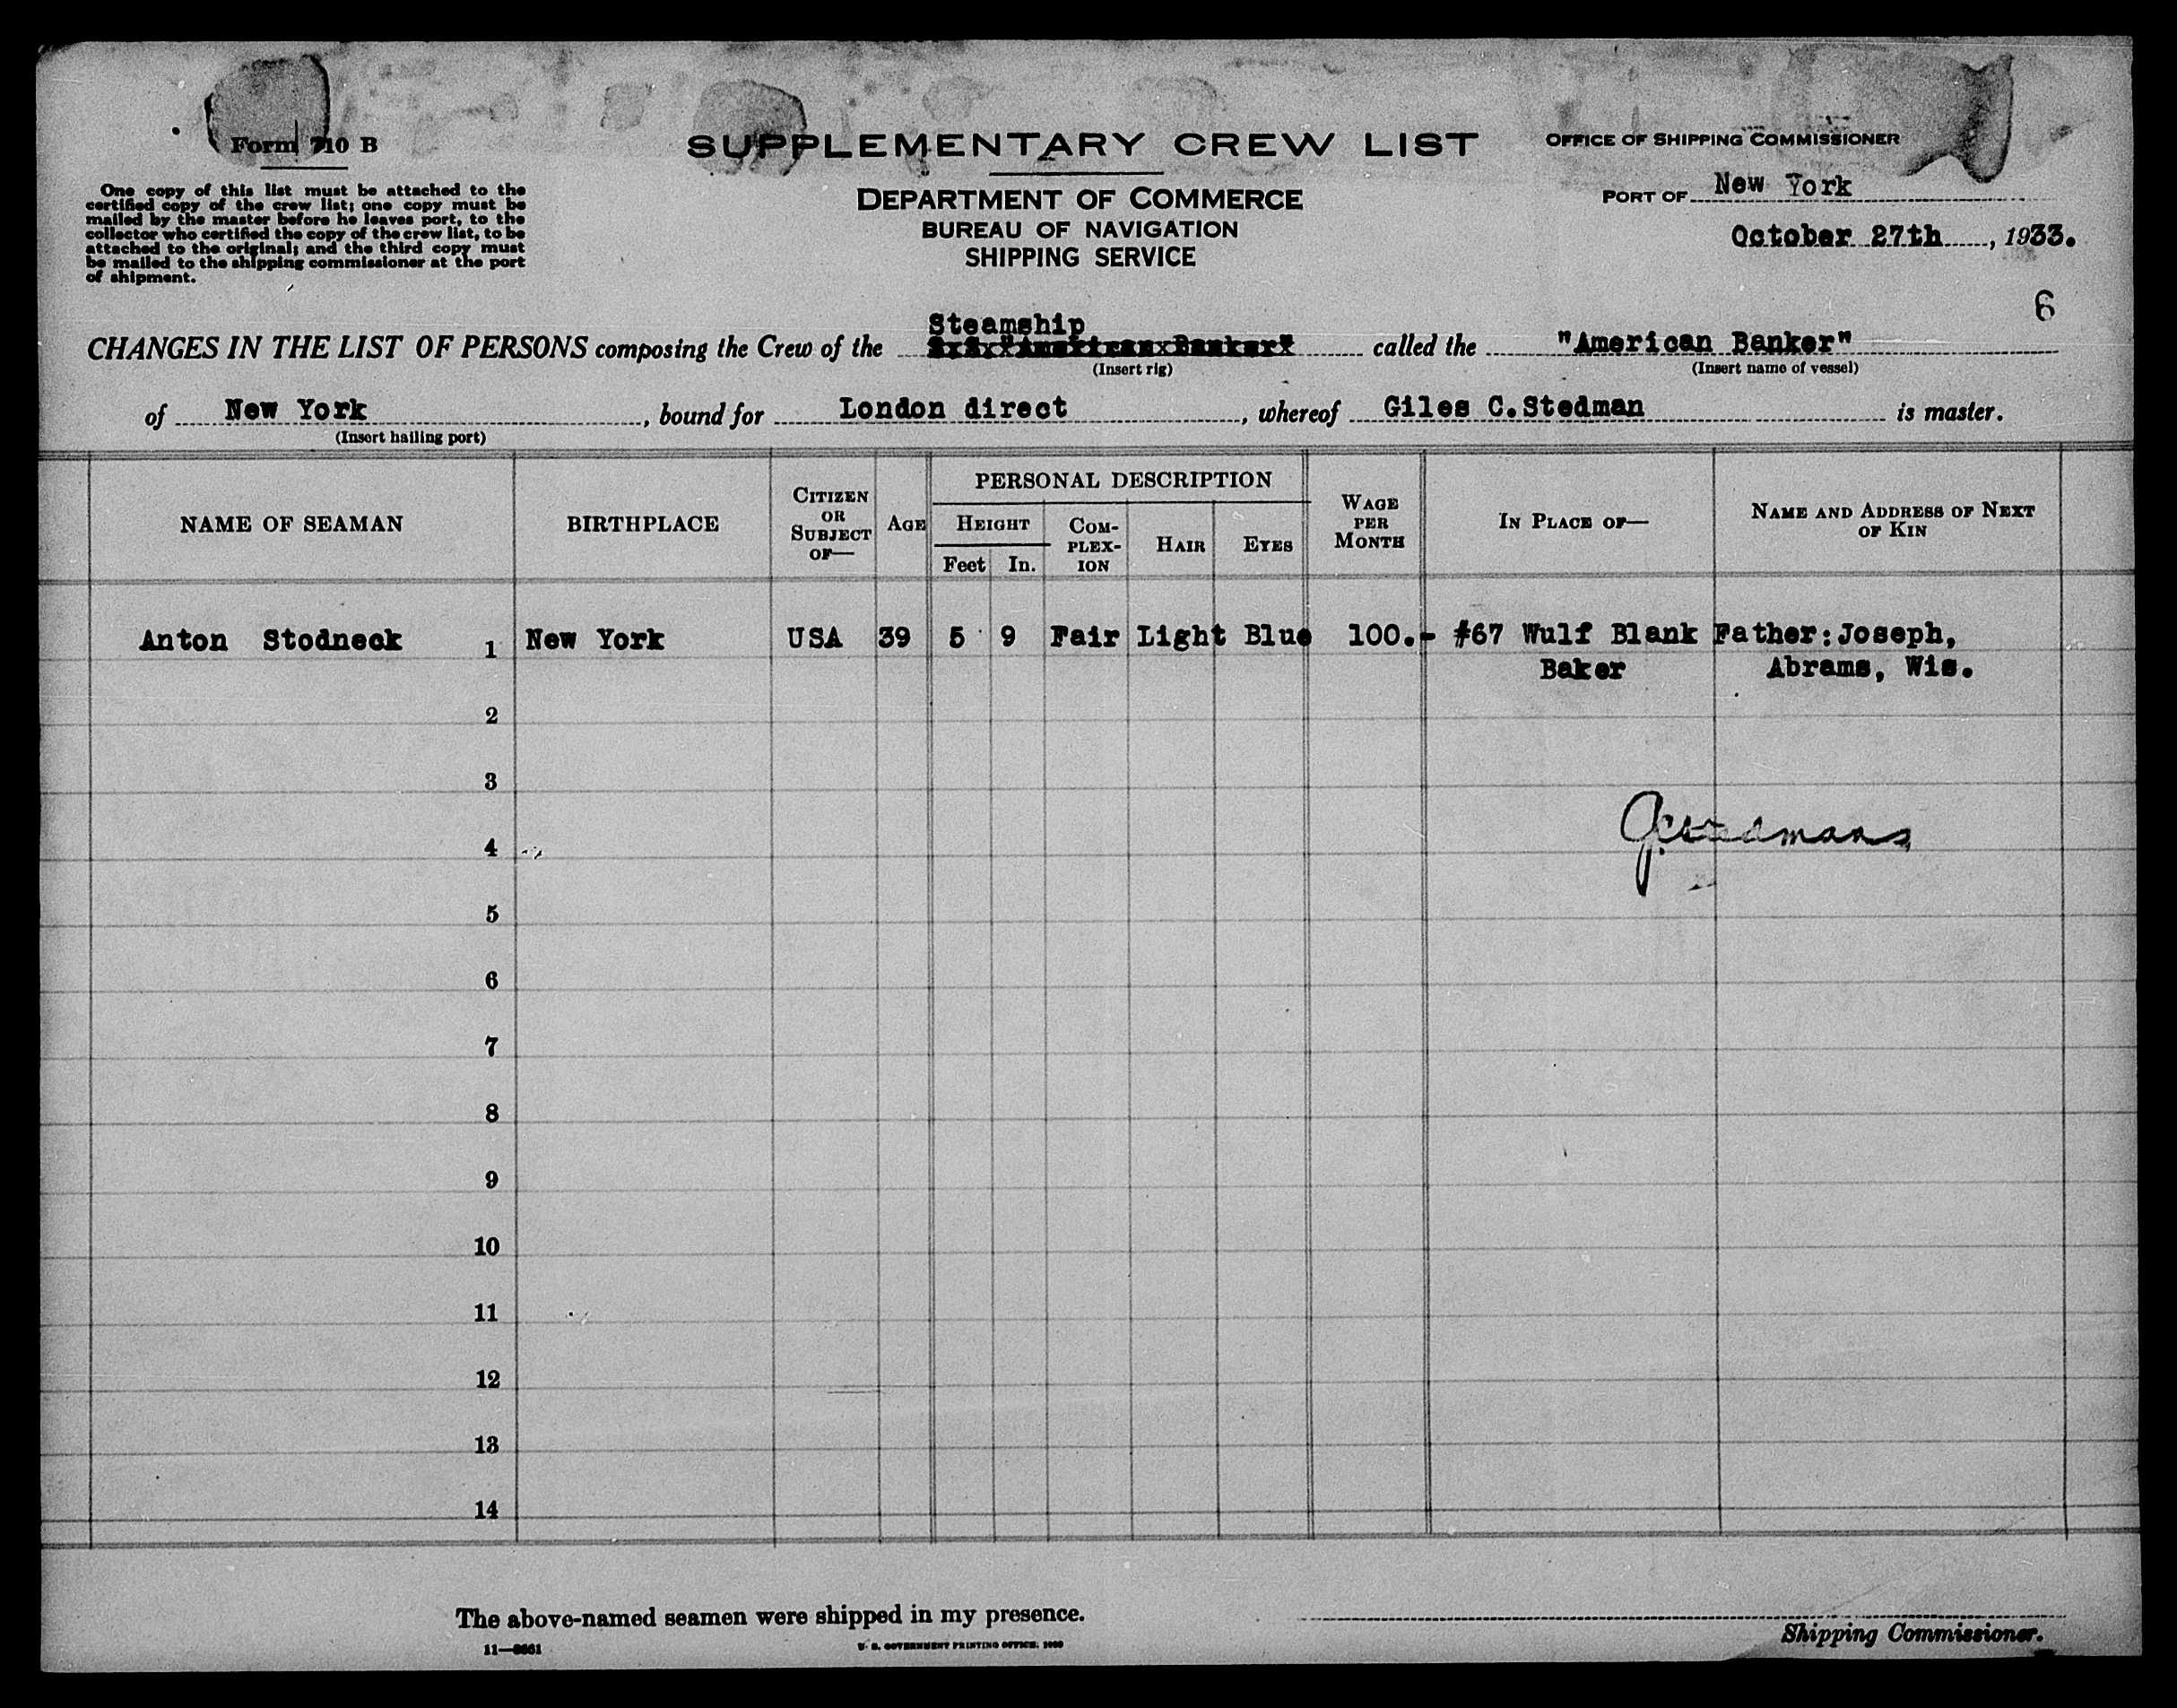 Form 710 B
SUPPLEMENTARY CREW LIST
OFFICE OF SHIPPING COMMISSIONER
One copy of this list must be attached to the
certified copy of the crew list; one copy must be
mailed by the master before he leaves port, to the
collector who certified the copy of the crew list, to be
attached to the original; and the third copy must
be mailed to the shipping commissioner at the port
of shipment.
DEPARTMENT OF COMMERCE
BUREAU OF NAVIGATION
SHIPPING SERVICE
PORT OF New York
October 27th, 1933.
6
Steamship
CHANGES IN THE LIST OF PERSONS composing the Crew of the called the "American Banker"
(Insert rig) (Insert name of vessel)
of New York, bound for London direct, whereof Giles C. Stedman is master.
(Insert hailing port)
NAME OF SEAMAN
BIRTHPLACE
CITIZEN
OR
SUBJECT
OF—
AGE
PERSONAL DESCRIPTION
HEIGHT
Feet In.
COM-
PLEX-
ION
HAIR
EYES
WAGE
PER
MONTH
IN PLACE OF—
NAME AND ADDRESS OF NEXT
OF KIN
Anton Stodneck 1 New York USA 39 5 9 Fair Light Blue 100.- #67 Wulf Blank Father:Joseph,
Baker Abrams, Wis.
2
3
4
5
6
7
8
9
10
11
12
13
14
The above-named seamen were shipped in my presence.
Shipping Commissioner.
U. S. GOVERNMENT PRINTING OFFICE: